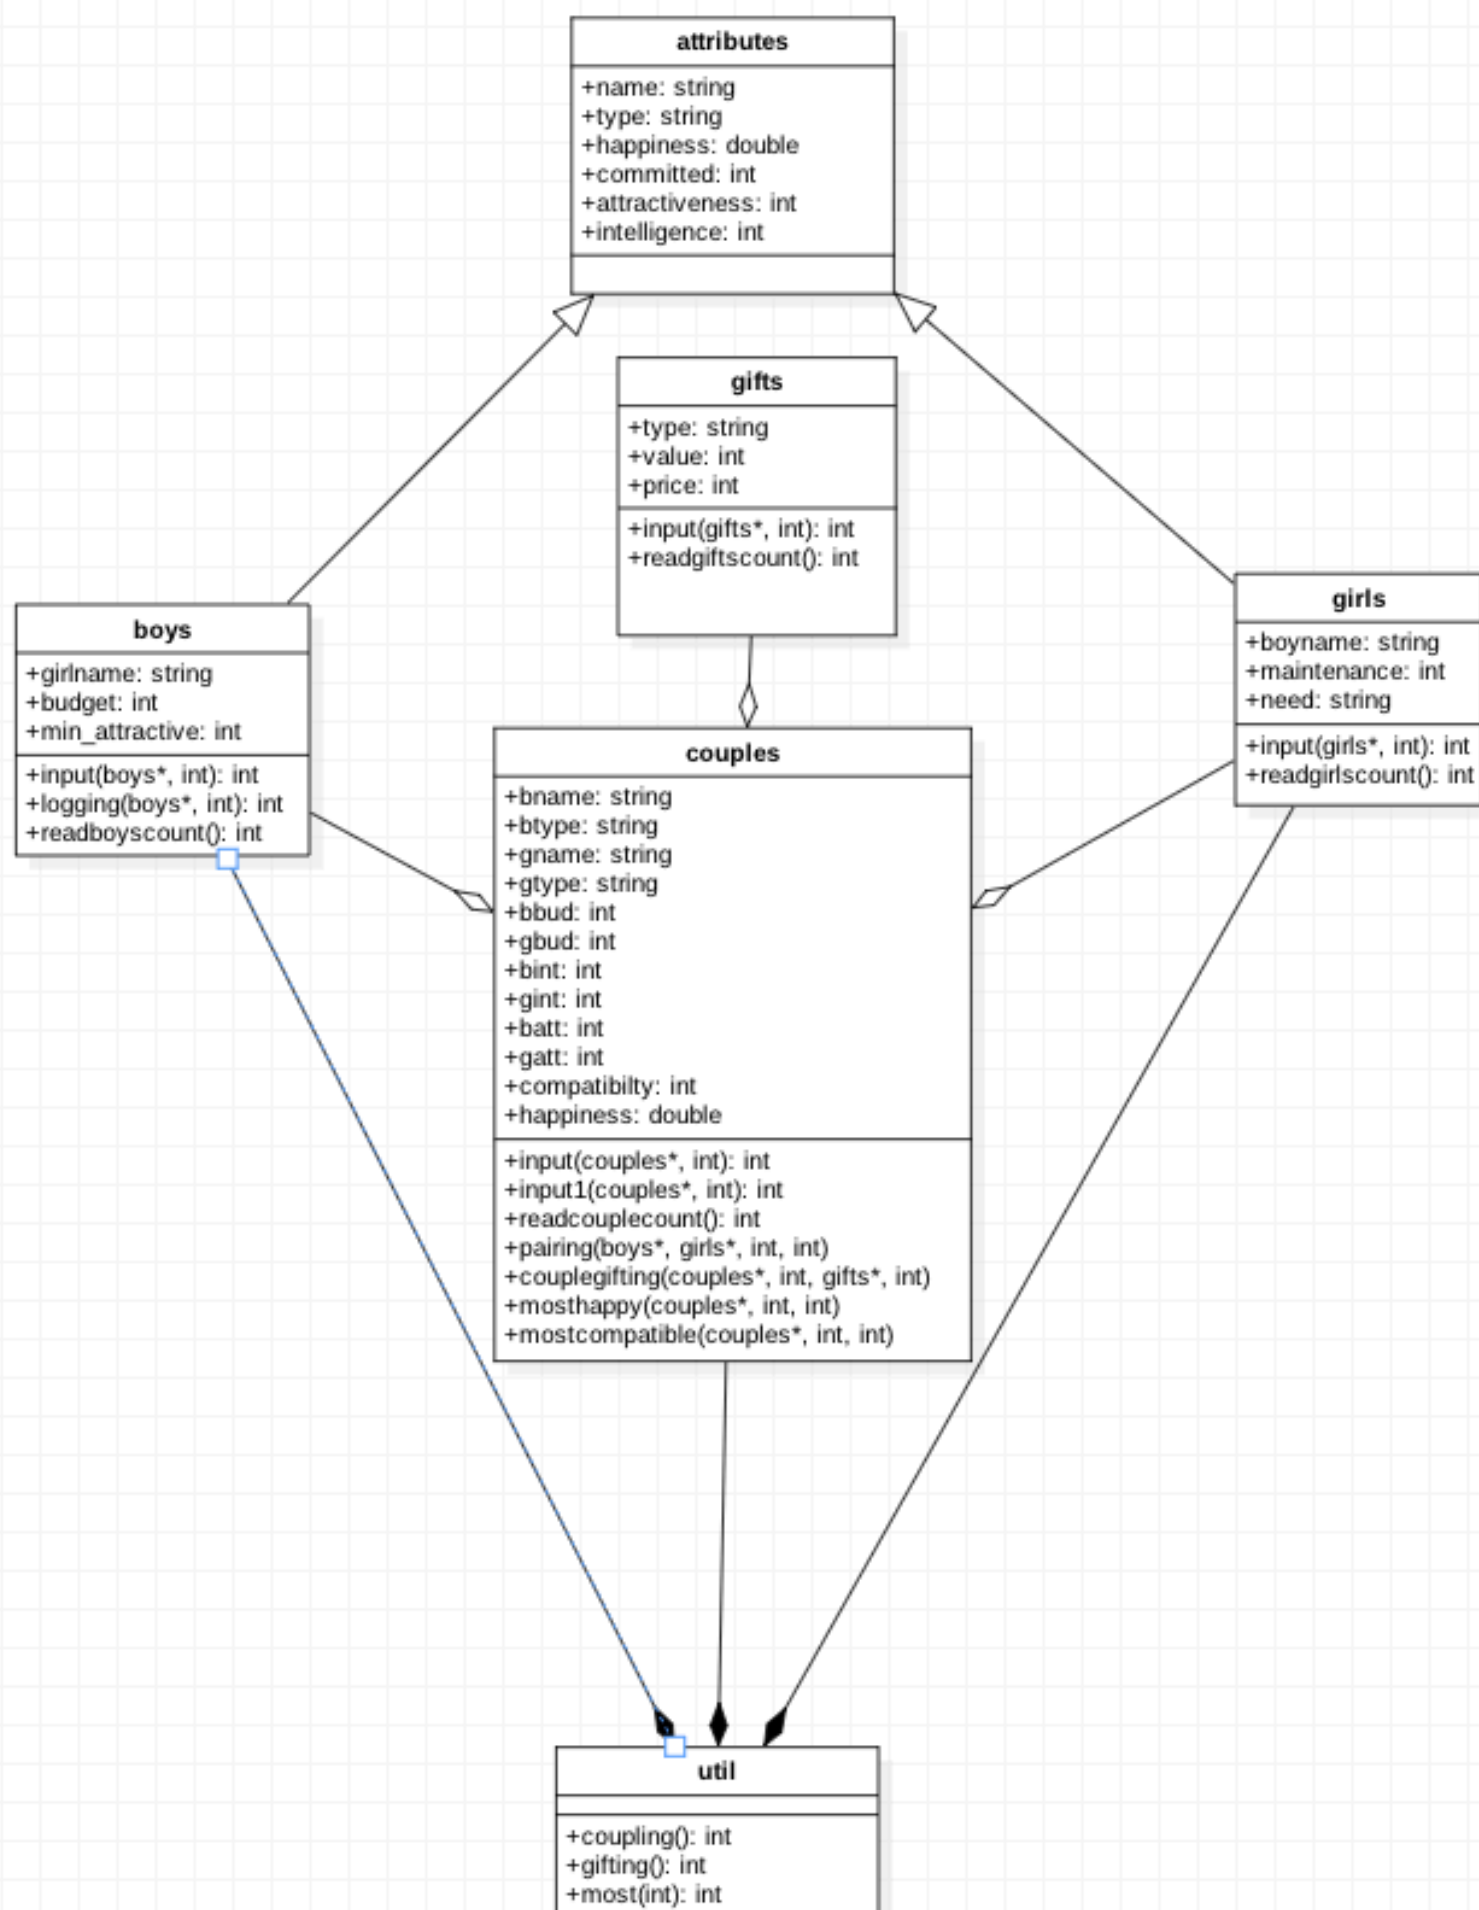 attributes
+name: string
+type: string
+happiness: double
+committed: int
+attractiveness: int
+intelligence: int
gifts
+type: string
+value: int
+price: int
+input(gifts*, int): int
+readgiftscount(): int
boys
+girlname: string
+budget: int
+min_attractive: int
+input(boys*, int): int
+logging(boys*, int): int
+readboyscount(): int
girls
+boyname: string
+maintenance: int
+need: string
+input(girls*, int): int
+readgirlscount(): int
couples
+bname: string
+btype: string
+gname: string
+gtype: string
+bbud: int
+gbud: int
+bint: int
+gint: int
+batt: int
+gatt: int
+compatibilty: int
+happiness: double
+input(couples*, int): int
+input1(couples*, int): int
+readcouplecount(): int
+pairing(boys*, girls*, int, int)
+couplegifting(couples*, int, gifts*, int)
+mosthappy(couples*, int, int)
+mostcompatible(couples*, int, int)
util
+coupling(): int
+gifting(): int
+most(int): int